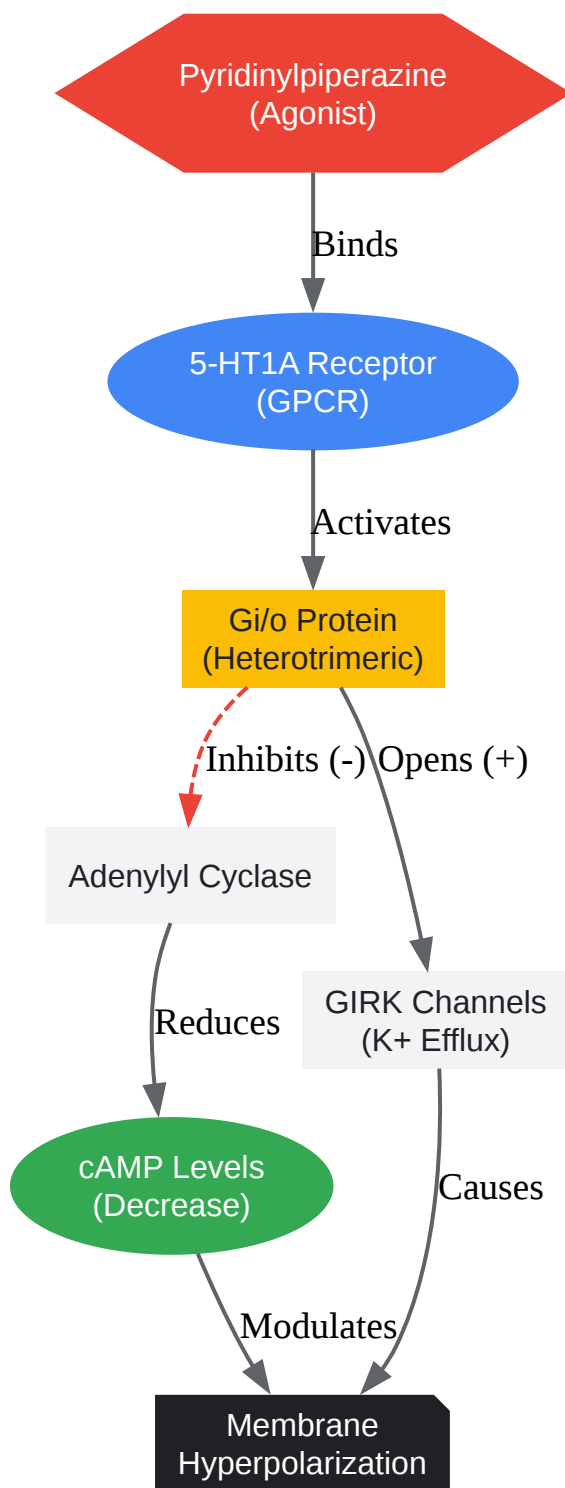 Pyridinylpiperazine
(Agonist)
Binds
5-HT1A Receptor
(GPCR)
Activates
Gi/o Protein
(Heterotrimeric)
Inhibits (-)
Opens (+)
Adenylyl Cyclase
GIRK Channels
(K+ Efflux)
Reduces
cAMP Levels
(Decrease)
Causes
Modulates
Membrane
Hyperpolarization